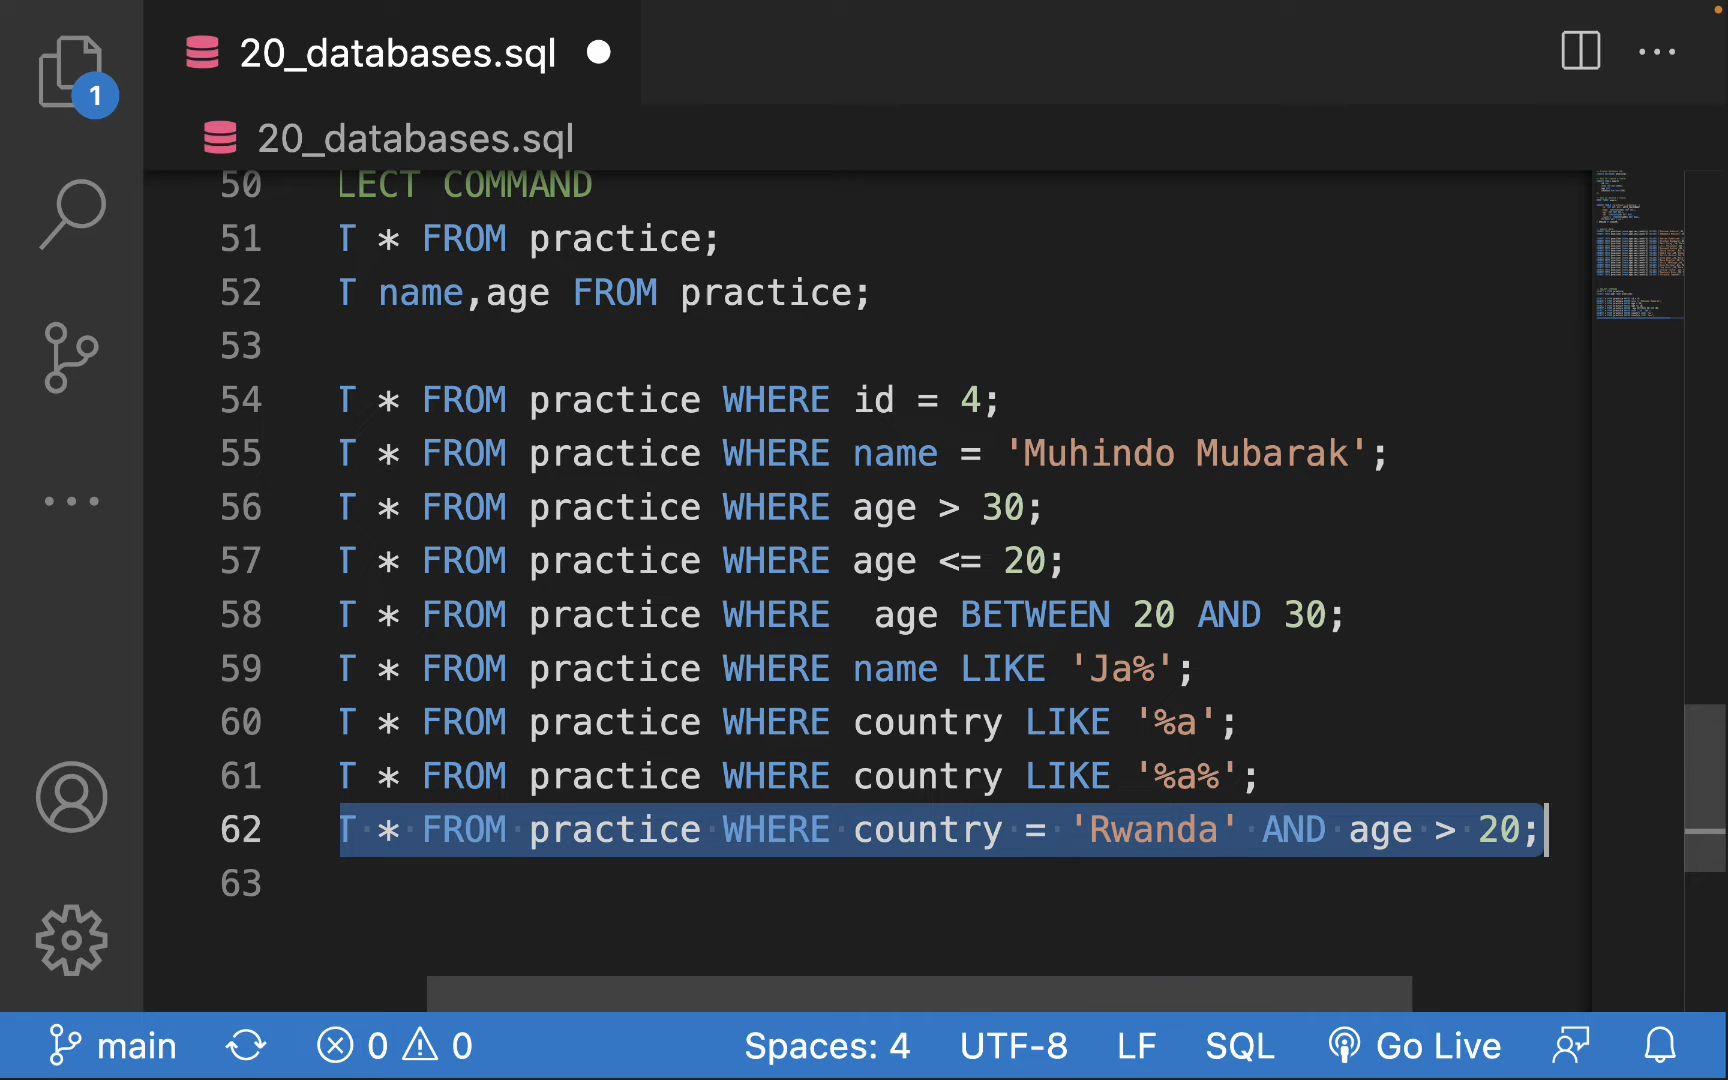 20_databases.sql
1
20_databases.sql
50 LECT COMMAND
51 T * FROM practice;
52 T name,age FROM practice;
53
54 T * FROM practice WHERE id = 4;
55 T * FROM practice WHERE name = 'Muhindo Mubarak';
56 T * FROM practice WHERE age > 30;
57 T * FROM practice WHERE age <= 20;
58 T * FROM practice WHERE  age BETWEEN 20 AND 30;
59 T * FROM practice WHERE name LIKE 'Ja%';
60 T * FROM practice WHERE country LIKE '%a';
61 T * FROM practice WHERE country LIKE '%a%';
62 T * FROM practice WHERE country = 'Rwanda' AND age > 20;
63
main 0 0 Spaces: 4 UTF-8 LF SQL Go Live